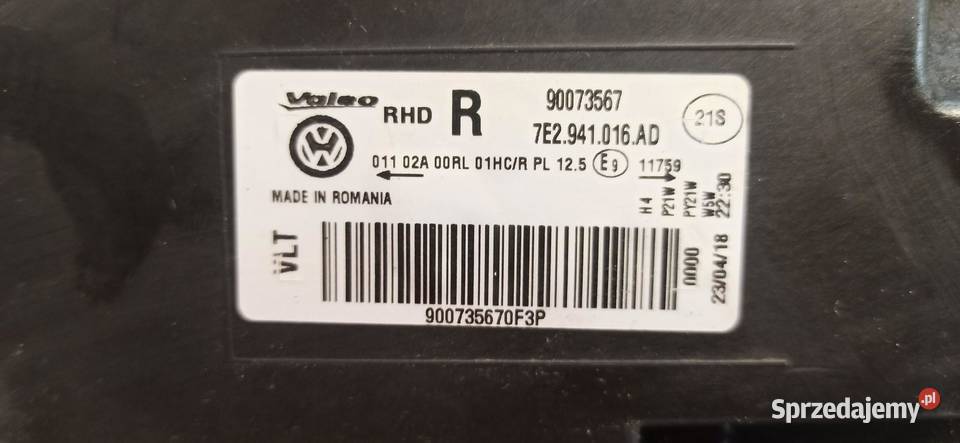 Valeo
RHD R 90073567
7E2.941.016.AD
21S
011 02A 00RL 01HC/R PL 12.5 E9 11759
MADE IN ROMANIA
H4
P21W
PY21W
W5W
22:30
VLT
0000
23/04/18
900735670F3P
Sprzedajemy.pl